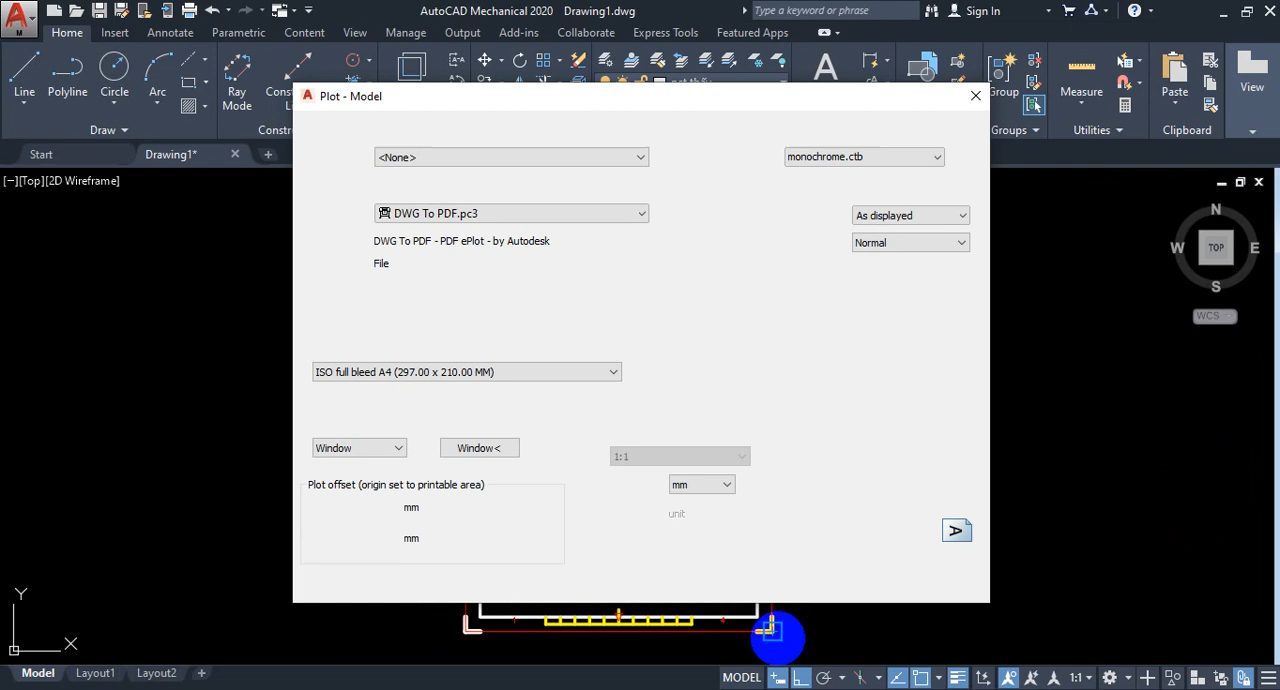 AutoCAD Mechanical 2020 Drawing1.dwg
Type a keyword or phrase
Sign In
Home Insert Annotate Parametric Content View Manage Output Add-ins Collaborate Express Tools Featured Apps
Line Polyline Circle Arc
Ray Mode
Draw
Measure
Paste
View
Groups
Utilities
Clipboard
Start Drawing1*
[−][Top][2D Wireframe]
Plot - Model
<None>
monochrome.ctb
DWG To PDF.pc3
As displayed
DWG To PDF - PDF ePlot - by Autodesk
Normal
File
ISO full bleed A4 (297.00 x 210.00 MM)
Window Window<
1:1
Plot offset (origin set to printable area)
mm
mm
unit
mm
A
N
W TOP E
S
WCS
Y
X
Model Layout1 Layout2
MODEL
1:1